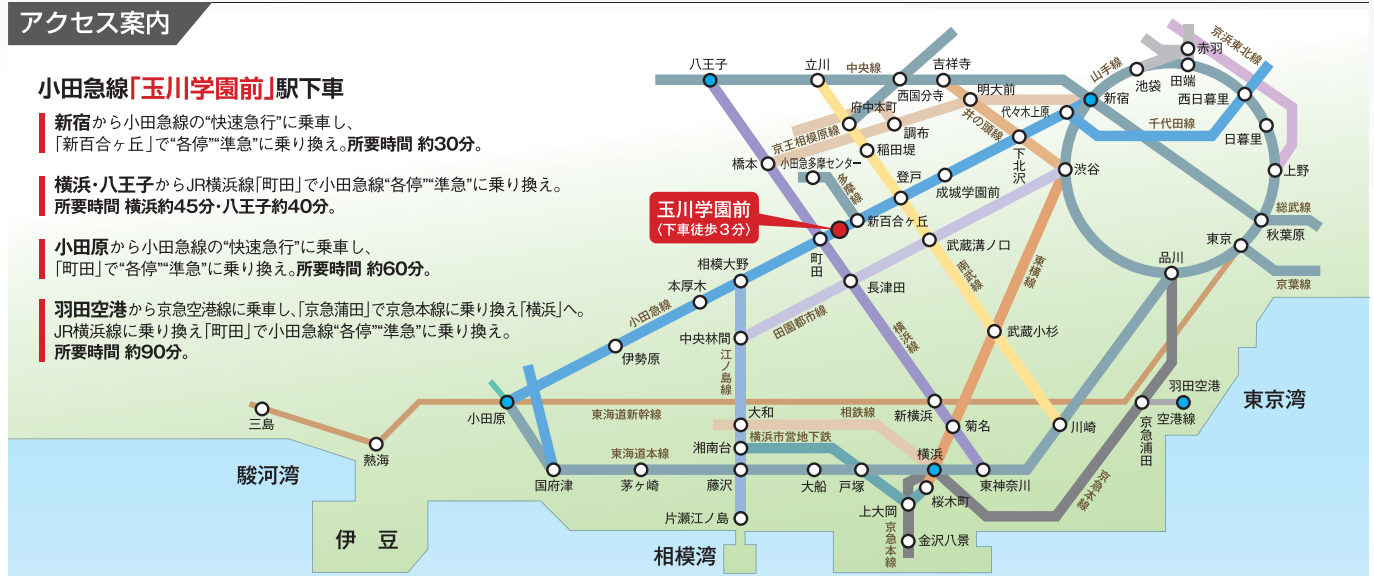 アクセス案内
小田急線「玉川学園前」駅下車
新宿から小田急線の“快速急行”に乗車し、
「新百合ヶ丘」で“各停”“準急”に乗り換え。所要時間 約30分。
横浜・八王子からJR横浜線「町田」で小田急線“各停”“準急”に乗り換え。
所要時間 横浜約45分・八王子約40分。
小田原から小田急線の“快速急行”に乗車し、
「町田」で“各停”“準急”に乗り換え。所要時間 約60分。
羽田空港から京急空港線に乗車し、「京急蒲田」で京急本線に乗り換え「横浜」へ。
JR横浜線に乗り換え「町田」で小田急線“各停”“準急”に乗り換え。
所要時間 約90分。
八王子
立川
中央線
西国分寺
吉祥寺
明大前
代々木上原
新宿
山手線
池袋
田端
赤羽
京浜東北線
西日暮里
千代田線
日暮里
上野
総武線
秋葉原
東京
京葉線
品川
府中本町
調布
井の頭線
下北沢
渋谷
京王相模原線
橋本
小田急多摩センター
多摩線
稲田堤
登戸
成城学園前
玉川学園前
〈下車徒歩3分〉
新百合ヶ丘
町田
武蔵溝ノ口
南武線
東横線
相模大野
本厚木
小田急線
伊勢原
長津田
中央林間
田園都市線
江ノ島線
横浜線
武蔵小杉
小田原
三島
熱海
東海道新幹線
大和
相鉄線
新横浜
菊名
川崎
羽田空港
空港線
京急浦田
東京湾
湘南台
横浜市営地下鉄
東海道本線
横浜
国府津
茅ヶ崎
藤沢
大船
戸塚
東神奈川
桜木町
上大岡
京急本線
京急本線
金沢八景
片瀬江ノ島
駿河湾
伊 豆
相模湾